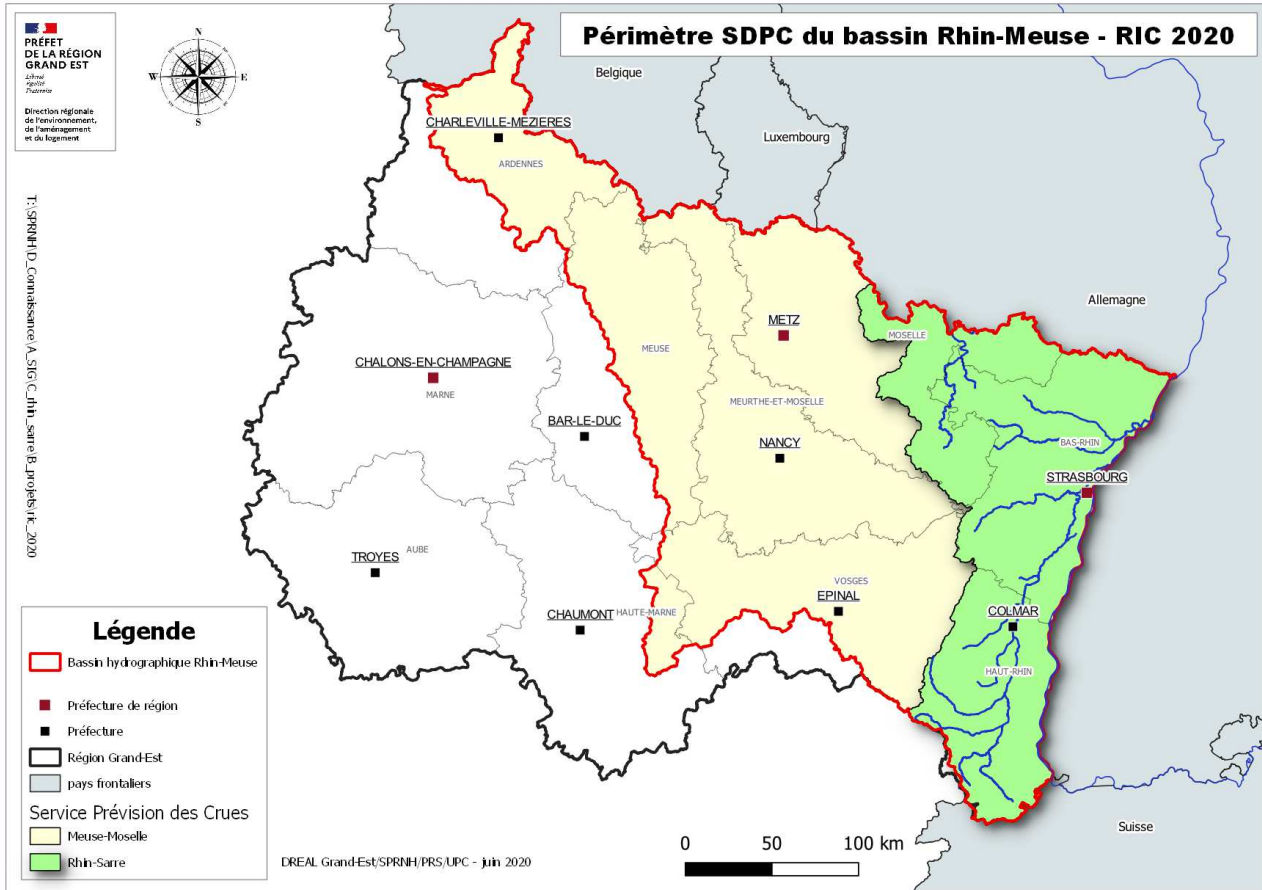 PRÉFET
DE LA RÉGION
GRAND EST
Liberté
Égalité
Fraternité
Direction régionale
de l'environnement,
de l'aménagement
et du logement
N
W
E
S
Périmètre SDPC du bassin Rhin-Meuse - RIC 2020
Belgique
Luxembourg
Allemagne
Suisse
CHARLEVILLE-MEZIERES
ARDENNES
METZ
MOSELLE
MEUSE
CHALONS-EN-CHAMPAGNE
MARNE
MEURTHE-ET-MOSELLE
BAR-LE-DUC
NANCY
BAS-RHIN
STRASBOURG
TROYES
AUBE
VOSGES
EPINAL
CHAUMONT
HAUTE-MARNE
COLMAR
HAUT-RHIN
T:\SPRNH\D_Connaissance\A_SIG\C_rhin_sarre\B_projets\ric_2020
Légende
Bassin hydrographique Rhin-Meuse
Préfecture de région
Préfecture
Région Grand-Est
pays frontaliers
Service Prévision des Crues
Meuse-Moselle
Rhin-Sarre
DREAL Grand-Est/SPRNH/PRS/UPC - juin 2020
0 50 100 km